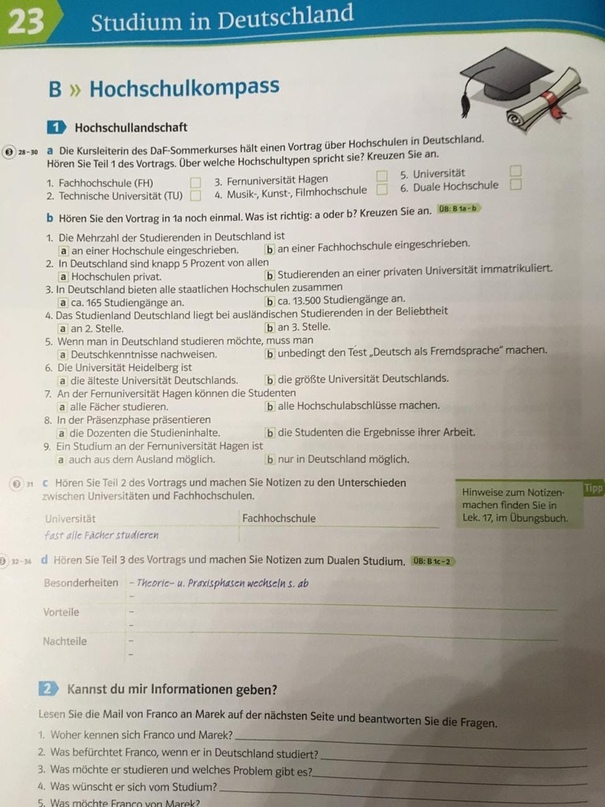 23 Studium in Deutschland
B » Hochschulkompass
1 Hochschullandschaft
3 28–30 a Die Kursleiterin des DaF-Sommerkurses hält einen Vortrag über Hochschulen in Deutschland.
Hören Sie Teil 1 des Vortrags. Über welche Hochschultypen spricht sie? Kreuzen Sie an.
1. Fachhochschule (FH) 3. Fernuniversität Hagen 5. Universität
2. Technische Universität (TU) 4. Musik-, Kunst-, Filmhochschule 6. Duale Hochschule
b Hören Sie den Vortrag in 1a noch einmal. Was ist richtig: a oder b? Kreuzen Sie an. ÜB: B 1a–b
1. Die Mehrzahl der Studierenden in Deutschland ist
a an einer Hochschule eingeschrieben. b an einer Fachhochschule eingeschrieben.
2. In Deutschland sind knapp 5 Prozent von allen
a Hochschulen privat. b Studierenden an einer privaten Universität immatrikuliert.
3. In Deutschland bieten alle staatlichen Hochschulen zusammen
a ca. 165 Studiengänge an. b ca. 13.500 Studiengänge an.
4. Das Studienland Deutschland liegt bei ausländischen Studierenden in der Beliebtheit
a an 2. Stelle. b an 3. Stelle.
5. Wenn man in Deutschland studieren möchte, muss man
a Deutschkenntnisse nachweisen. b unbedingt den Test „Deutsch als Fremdsprache“ machen.
6. Die Universität Heidelberg ist
a die älteste Universität Deutschlands. b die größte Universität Deutschlands.
7. An der Fernuniversität Hagen können die Studenten
a alle Fächer studieren. b alle Hochschulabschlüsse machen.
8. In der Präsenzphase präsentieren
a die Dozenten die Studieninhalte. b die Studenten die Ergebnisse ihrer Arbeit.
9. Ein Studium an der Fernuniversität Hagen ist
a auch aus dem Ausland möglich. b nur in Deutschland möglich.
3 31 c Hören Sie Teil 2 des Vortrags und machen Sie Notizen zu den Unterschieden
zwischen Universitäten und Fachhochschulen.
Tipp
Hinweise zum Notizen-
machen finden Sie in
Lek. 17, im Übungsbuch.
Universität Fachhochschule
fast alle Fächer studieren
32–36 d Hören Sie Teil 3 des Vortrags und machen Sie Notizen zum Dualen Studium. ÜB: B 1c–2
Besonderheiten – Theorie- u. Praxisphasen wechseln s. ab
–
Vorteile –
–
Nachteile –
–
2 Kannst du mir Informationen geben?
Lesen Sie die Mail von Franco an Marek auf der nächsten Seite und beantworten Sie die Fragen.
1. Woher kennen sich Franco und Marek?
2. Was befürchtet Franco, wenn er in Deutschland studiert?
3. Was möchte er studieren und welches Problem gibt es?
4. Was wünscht er sich vom Studium?
5. Was möchte Franco von Marek?